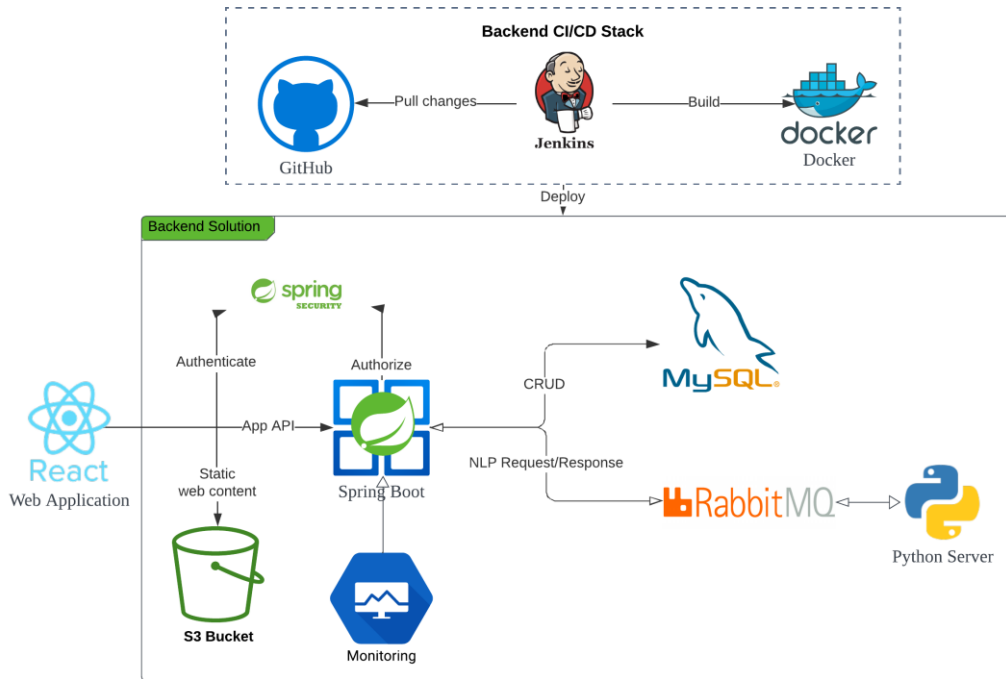 Backend CI/CD Stack
Pull changes
Build
GitHub
Jenkins
docker
Docker
Deploy
Backend Solution
spring
SECURITY
Authenticate
Authorize
MySQL®
CRUD
React
App API
Web Application
Static
web content
Spring Boot
NLP Request/Response
RabbitMQ
Python Server
S3 Bucket
Monitoring